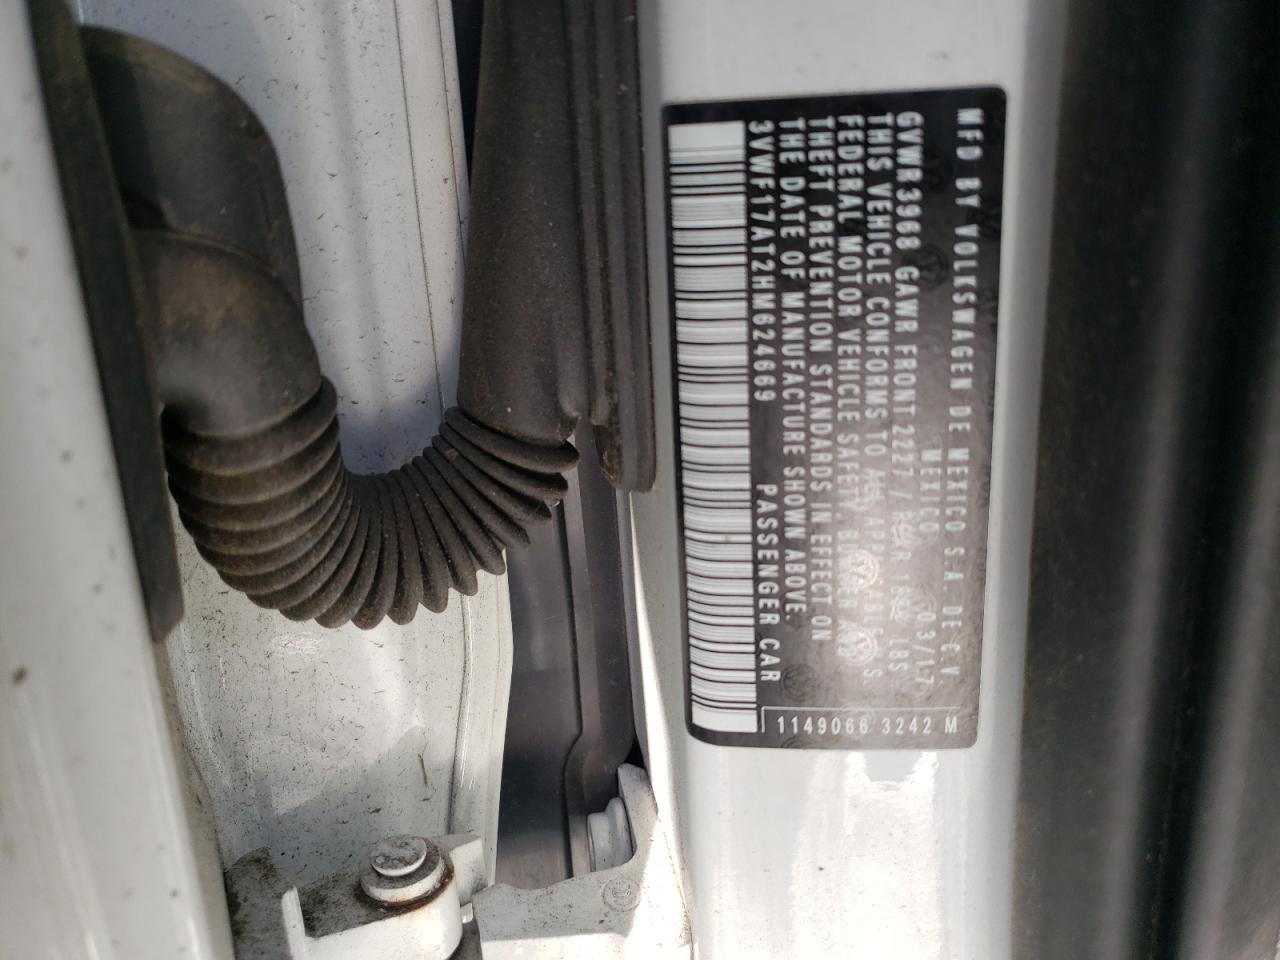 MFD BY VOLKSWAGEN DE MEXICO S.A. DE C.V.
MEXICO 03/17
GVWR 3968 GAWR FRONT 2227 / REAR LBS
THIS VEHICLE CONFORMS TO ALL APPLICABLE U.S.
FEDERAL MOTOR VEHICLE SAFETY, BUMPER AND
THEFT PREVENTION STANDARDS IN EFFECT ON
THE DATE OF MANUFACTURE SHOWN ABOVE.
3VWF17AT2HM624669 PASSENGER CAR
1149066 3242 M